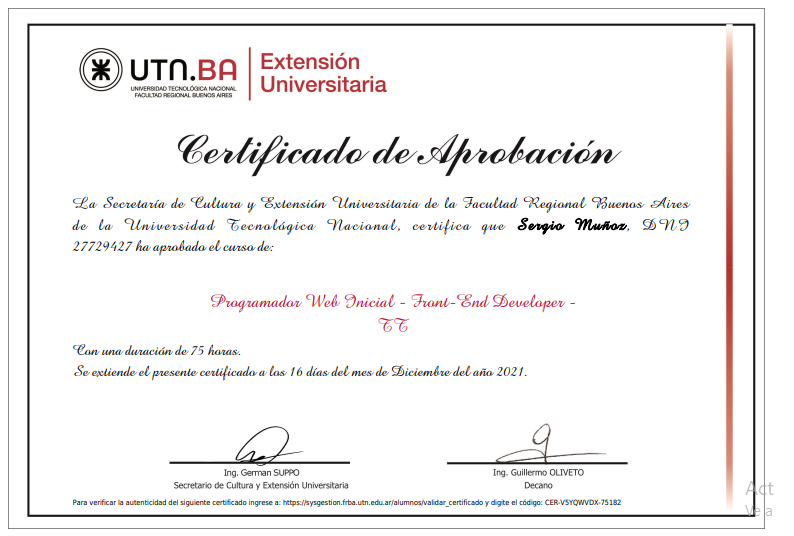 UTN.BA
UNIVERSIDAD TECNOLÓGICA NACIONAL
FACULTAD REGIONAL BUENOS AIRES
Extensión
Universitaria
Certificado de Aprobación
La Secretaría de Cultura y Extensión Universitaria de la Facultad Regional Buenos Aires
de la Universidad Tecnológica Nacional, certifica que Sergio Muñoz, DNI
27729427 ha aprobado el curso de:
Programador Web Inicial - Front-End Developer -
TT
Con una duración de 75 horas.
Se extiende el presente certificado a los 16 días del mes de Diciembre del año 2021.
Ing. German SUPPO
Secretario de Cultura y Extensión Universitaria
Ing. Guillermo OLIVETO
Decano
Para verificar la autenticidad del siguiente certificado ingrese a: https://sysgestion.frba.utn.edu.ar/alumnos/validar_certificado y digite el código: CER-V5YQWVDX-75182
Act
Ve a